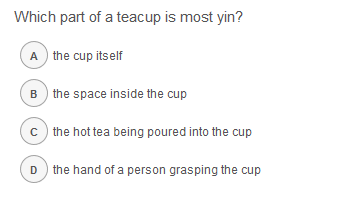 Which part of a teacup is most yin?
A the cup itself
B the space inside the cup
C the hot tea being poured into the cup
D the hand of a person grasping the cup